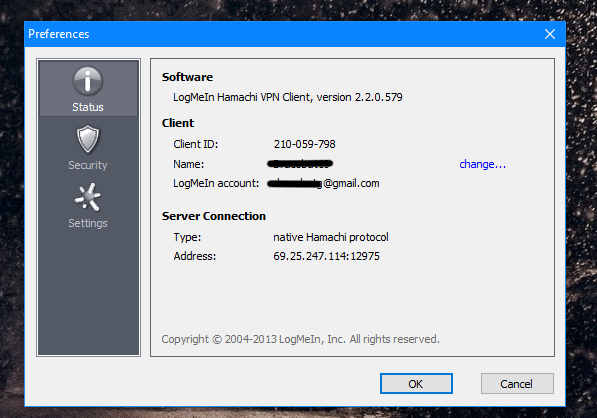 Preferences
Status
Security
Settings
Software
LogMeIn Hamachi VPN Client, version 2.2.0.579
Client
Client ID: 210-059-798
Name: change...
LogMeIn account: @gmail.com
Server Connection
Type: native Hamachi protocol
Address: 69.25.247.114:12975
Copyright © 2004-2013 LogMeIn, Inc. All rights reserved.
OK Cancel